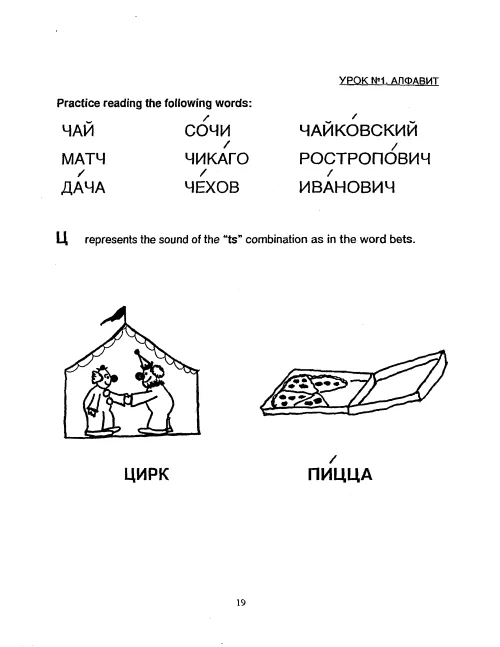 УРОК №1. АЛФАВИТ
Practice reading the following words:
ЧАЙ СО́ЧИ ЧАЙКО́ВСКИЙ
МАТЧ ЧИКА́ГО РОСТРОПО́ВИЧ
ДА́ЧА ЧЕ́ХОВ ИВА́НОВИЧ
Ц represents the sound of the "ts" combination as in the word bets.
ЦИРК ПИ́ЦЦА
19